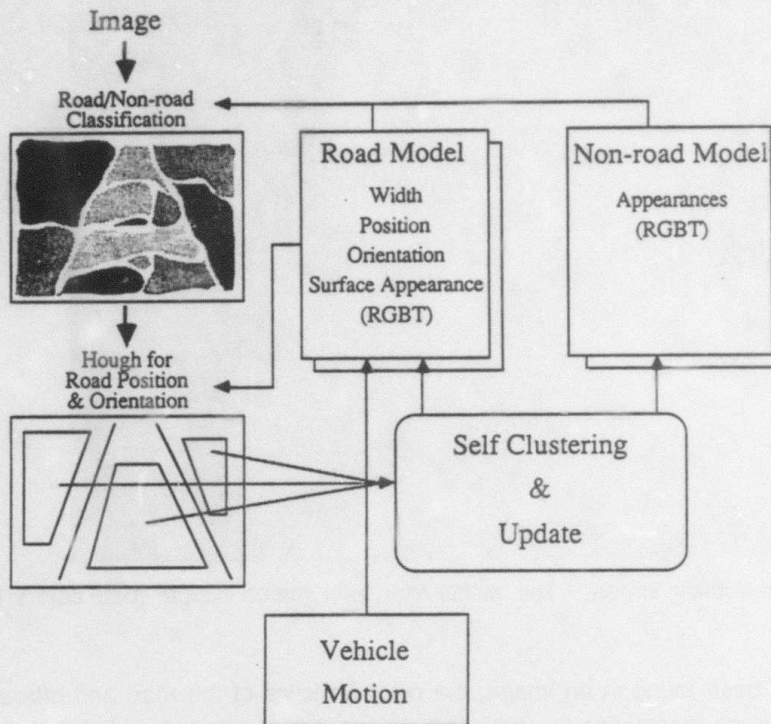 Image
Road/Non-road
Classification
Road Model
Width
Position
Orientation
Surface Appearance
(RGBT)
Non-road Model
Appearances
(RGBT)
Hough for
Road Position
& Orientation
Self Clustering
&
Update
Vehicle
Motion